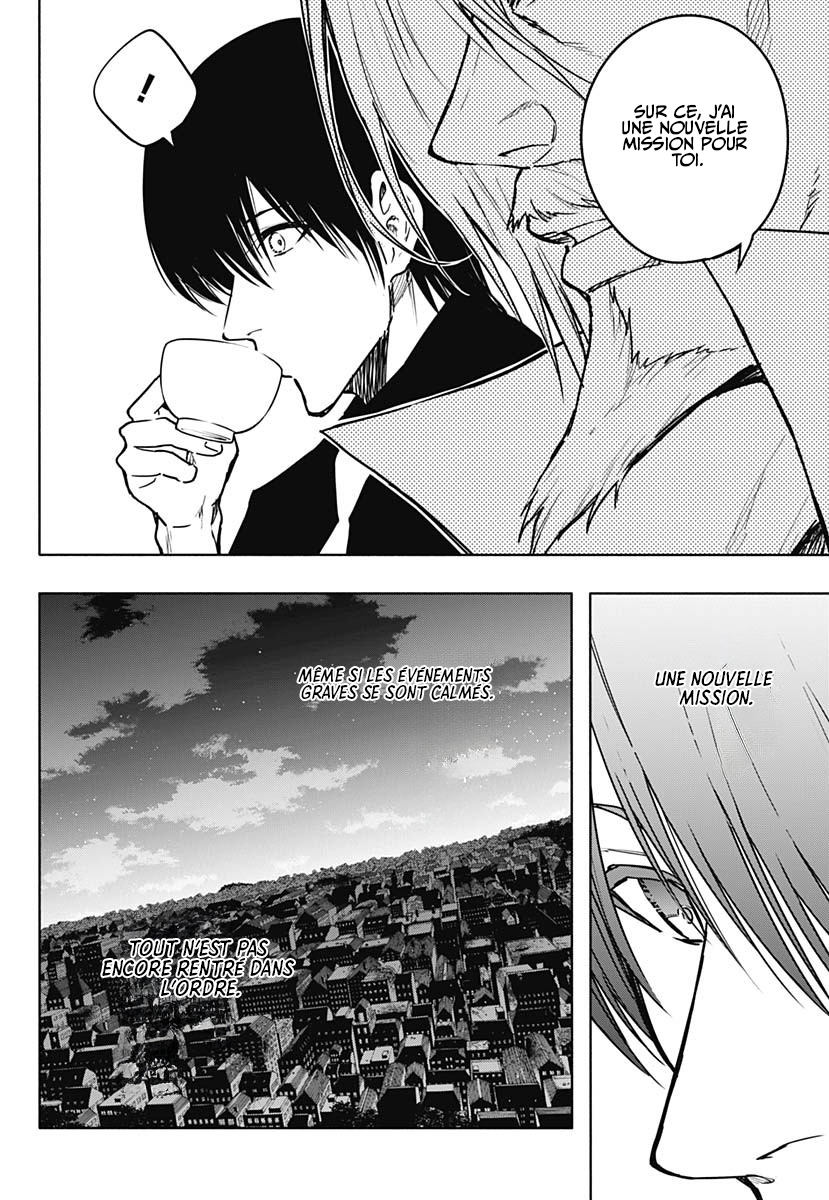 SUR CE, J'AI
UNE NOUVELLE
MISSION POUR
TOI.
!
UNE NOUVELLE
MISSION.
MÊME SI LES ÉVÉNEMENTS
GRAVES SE SONT CALMÉS.
TOUT N'EST PAS
ENCORE RENTRÉ DANS
L'ORDRE.